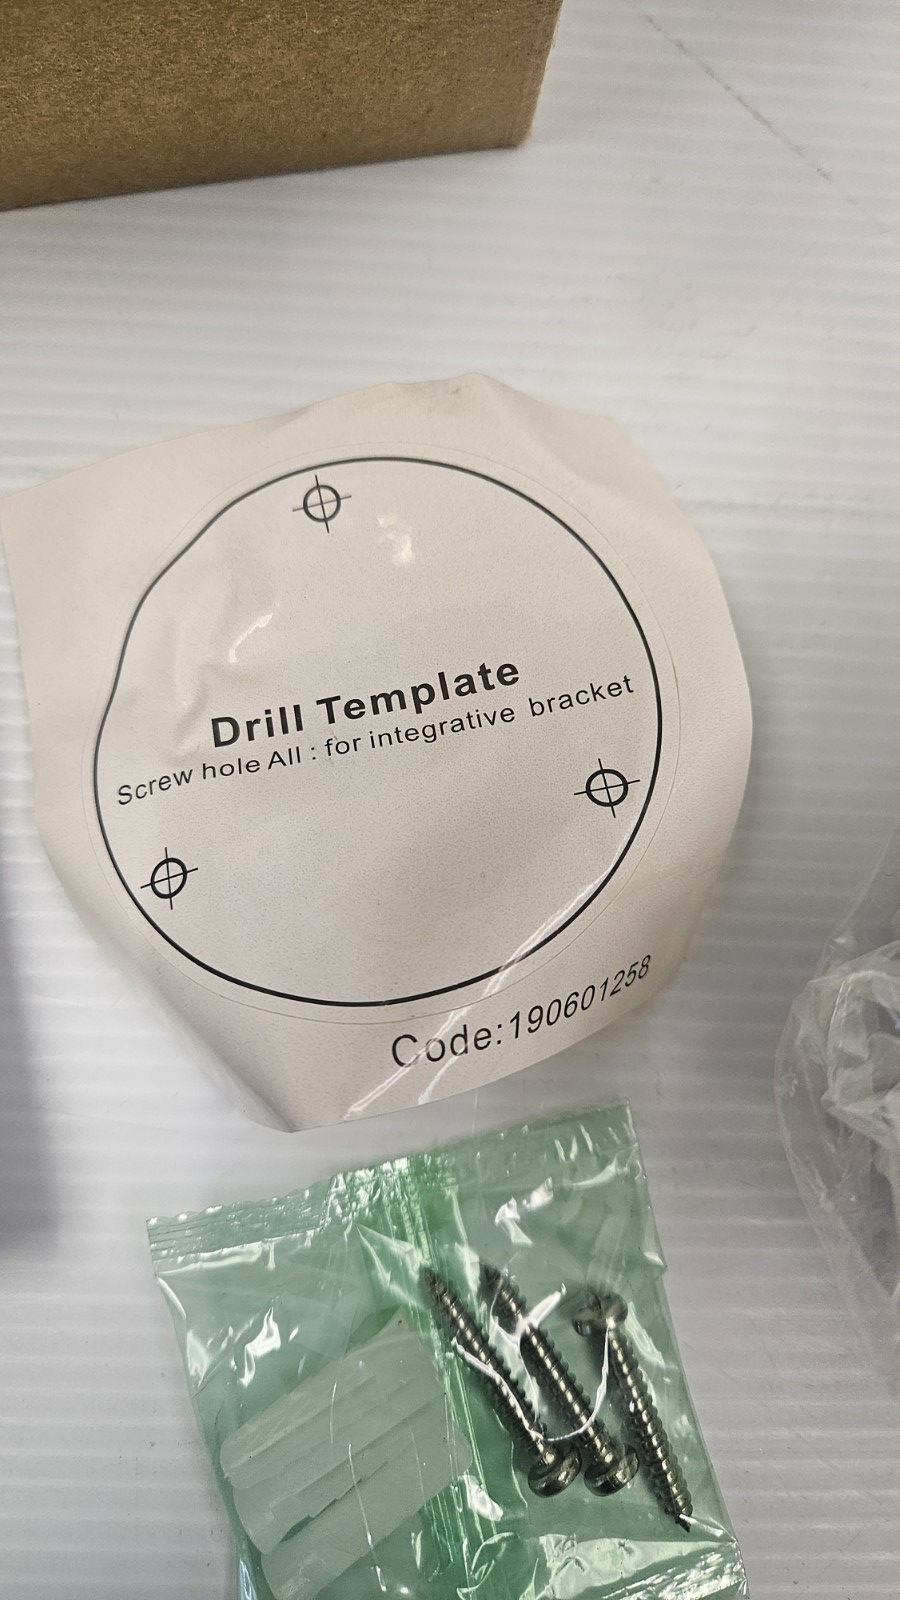 Drill Template
Screw hole All : for integrative bracket
Code:190601258